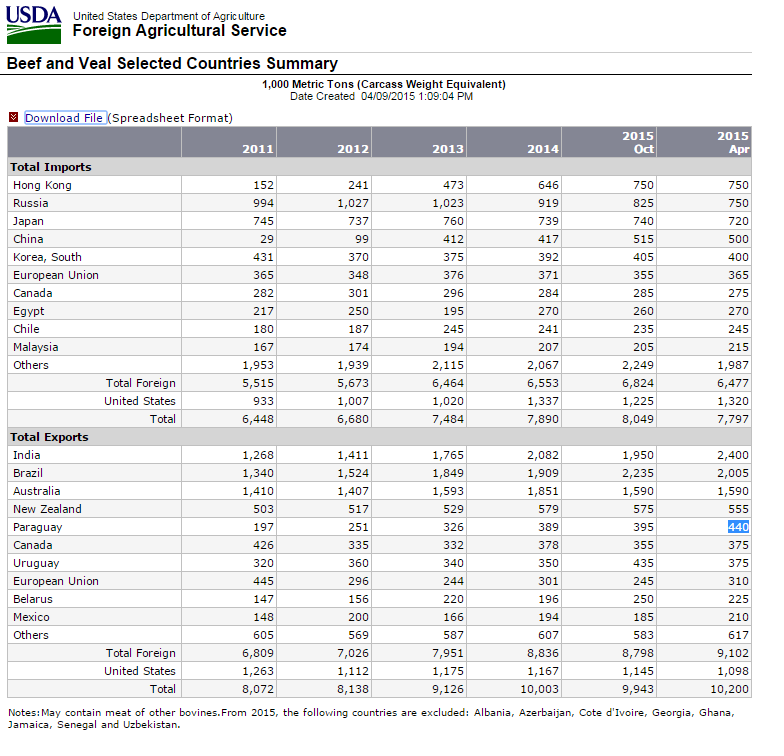 USDA
United States Department of Agriculture
Foreign Agricultural Service
Beef and Veal Selected Countries Summary
1,000 Metric Tons (Carcass Weight Equivalent)
Date Created 04/09/2015 1:09:04 PM
Download File (Spreadsheet Format)
2011 2012 2013 2014 2015 Oct 2015 Apr
Total Imports
Hong Kong 152 241 473 646 750 750
Russia 994 1,027 1,023 919 825 750
Japan 745 737 760 739 740 720
China 29 99 412 417 515 500
Korea, South 431 370 375 392 405 400
European Union 365 348 376 371 355 365
Canada 282 301 296 284 285 275
Egypt 217 250 195 270 260 270
Chile 180 187 245 241 235 245
Malaysia 167 174 194 207 205 215
Others 1,953 1,939 2,115 2,067 2,249 1,987
Total Foreign 5,515 5,673 6,464 6,553 6,824 6,477
United States 933 1,007 1,020 1,337 1,225 1,320
Total 6,448 6,680 7,484 7,890 8,049 7,797
Total Exports
India 1,268 1,411 1,765 2,082 1,950 2,400
Brazil 1,340 1,524 1,849 1,909 2,235 2,005
Australia 1,410 1,407 1,593 1,851 1,590 1,590
New Zealand 503 517 529 579 575 555
Paraguay 197 251 326 389 395 440
Canada 426 335 332 378 355 375
Uruguay 320 360 340 350 435 375
European Union 445 296 244 301 245 310
Belarus 147 156 220 196 250 225
Mexico 148 200 166 194 185 210
Others 605 569 587 607 583 617
Total Foreign 6,809 7,026 7,951 8,836 8,798 9,102
United States 1,263 1,112 1,175 1,167 1,145 1,098
Total 8,072 8,138 9,126 10,003 9,943 10,200
Notes:May contain meat of other bovines.From 2015, the following countries are excluded: Albania, Azerbaijan, Cote d'Ivoire, Georgia, Ghana,
Jamaica, Senegal and Uzbekistan.